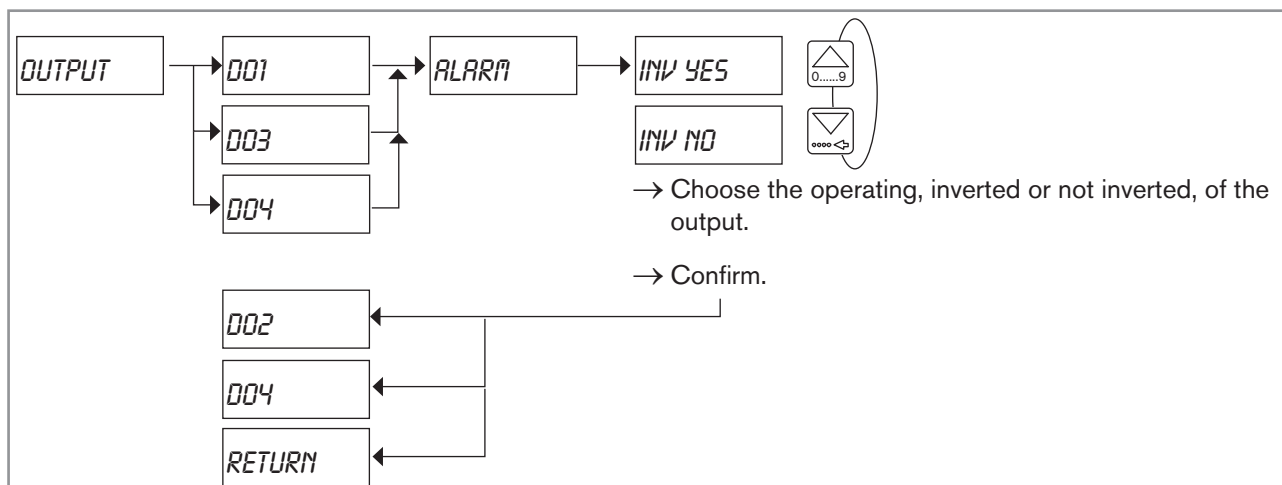 OUTPUT
DO1
ALARM
INV YES
0......9
DO3
INV NO
DO4
→ Choose the operating, inverted or not inverted, of the
output.
→ Confirm.
DO2
DO4
RETURN